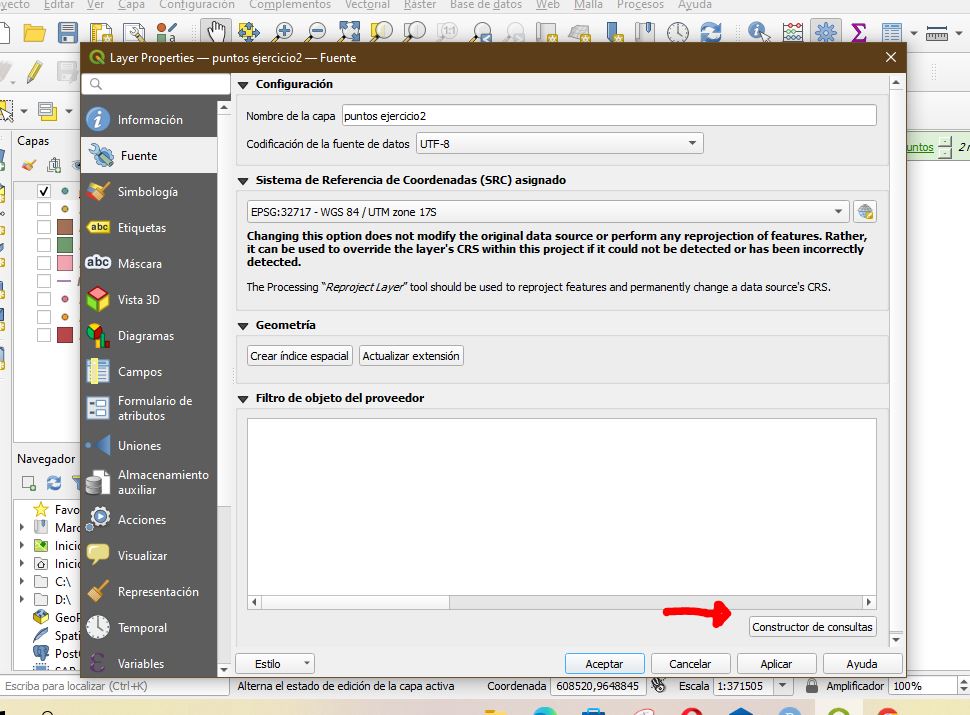 yecto Editar Ver Capa Configuración Complementos Vectorial Ráster Base de datos Web Malla Procesos Ayuda
Layer Properties — puntos ejercicio2 — Fuente
Configuración
Información
Nombre de la capa puntos ejercicio2
Codificación de la fuente de datos UTF-8
Capas
Fuente
untos
Sistema de Referencia de Coordenadas (SRC) asignado
Simbología
EPSG:32717 - WGS 84 / UTM zone 17S
Etiquetas
Changing this option does not modify the original data source or perform any reprojection of features. Rather,
it can be used to override the layer's CRS within this project if it could not be detected or has been incorrectly
detected.
Máscara
The Processing “Reproject Layer” tool should be used to reproject features and permanently change a data source's CRS.
Vista 3D
Geometría
Diagramas
Crear índice espacial Actualizar extensión
Campos
Filtro de objeto del proveedor
Formulario de
atributos
Uniones
Navegador
Almacenamiento
auxiliar
Favo
Acciones
Marc
Inicio
Visualizar
Inicio
C:\
Representación
D:\
GeoP
Constructor de consultas
Temporal
Spati
Post
Variables
Estilo Aceptar Cancelar Aplicar Ayuda
Escriba para localizar (Ctrl+K) Alterna el estado de edición de la capa activa Coordenada 608520,9648845 Escala 1:371505 Amplificador 100%